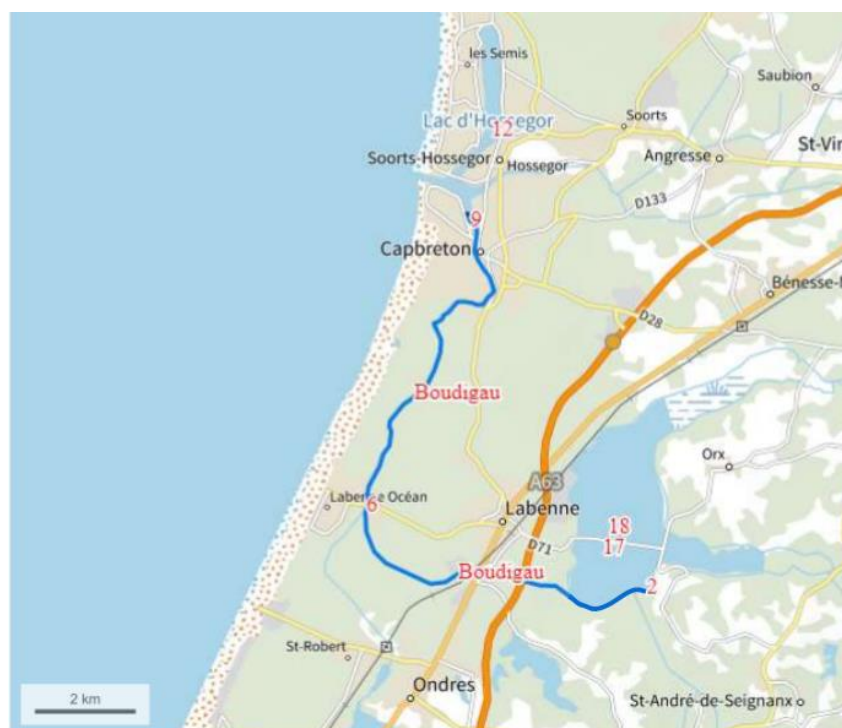 les Semis
Saubion
Lac d'Hossegor
12
Soorts
St-Vir
Soorts-Hossegor
Hossegor
Angresse
D133
9
Capbreton
Bénesse-M
D28
Boudigau
Orx
A63
Labenne Océan
6
Labenne
18
17
D71
Boudigau
2
St-Robert
2 km
Ondres
St-André-de-Seignanx